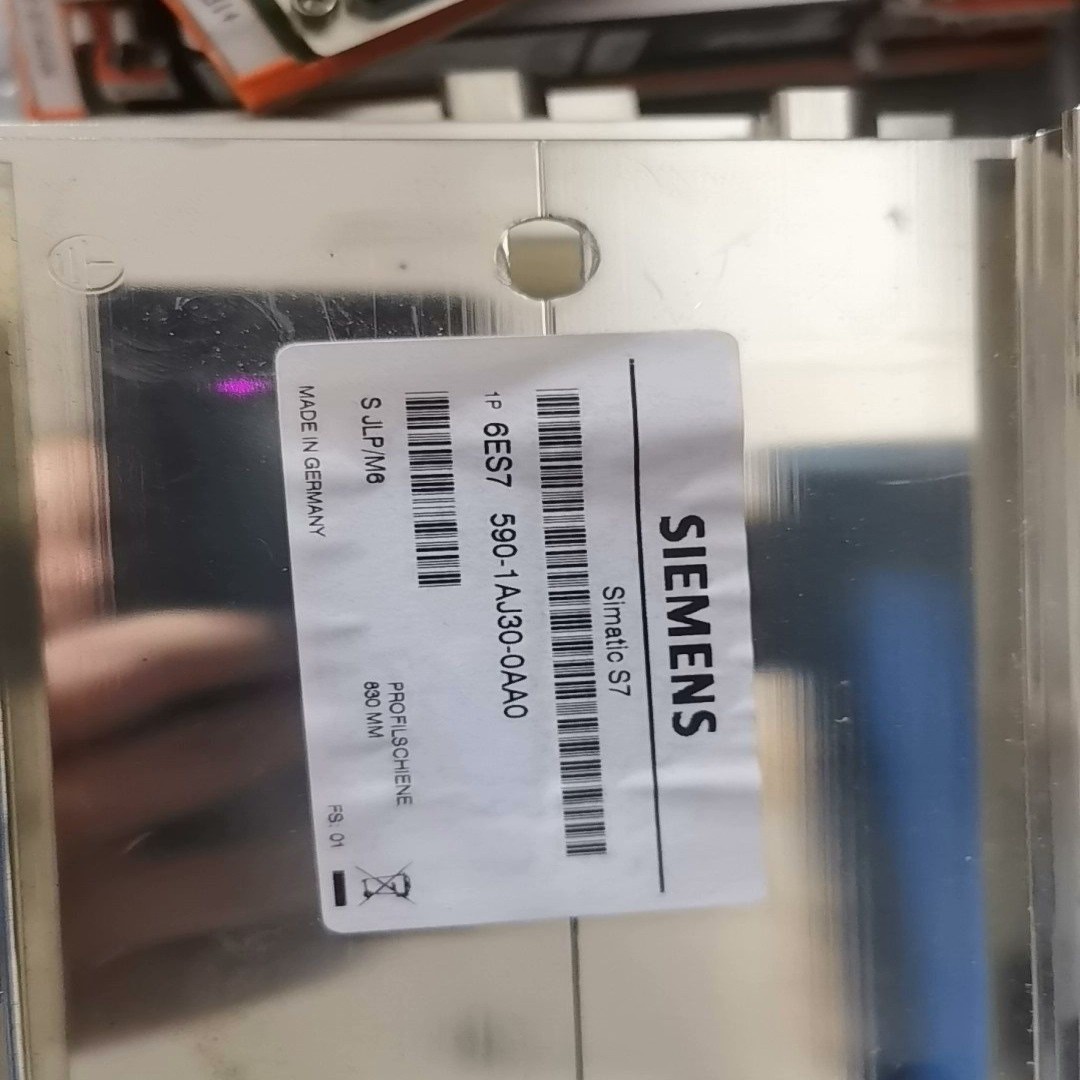 SIEMENS
Simatic S7
1P 6ES7 590-1AJ30-0AA0
S JLP/M6
PROFILSCHIENE
830 MM
MADE IN GERMANY
FS: 01